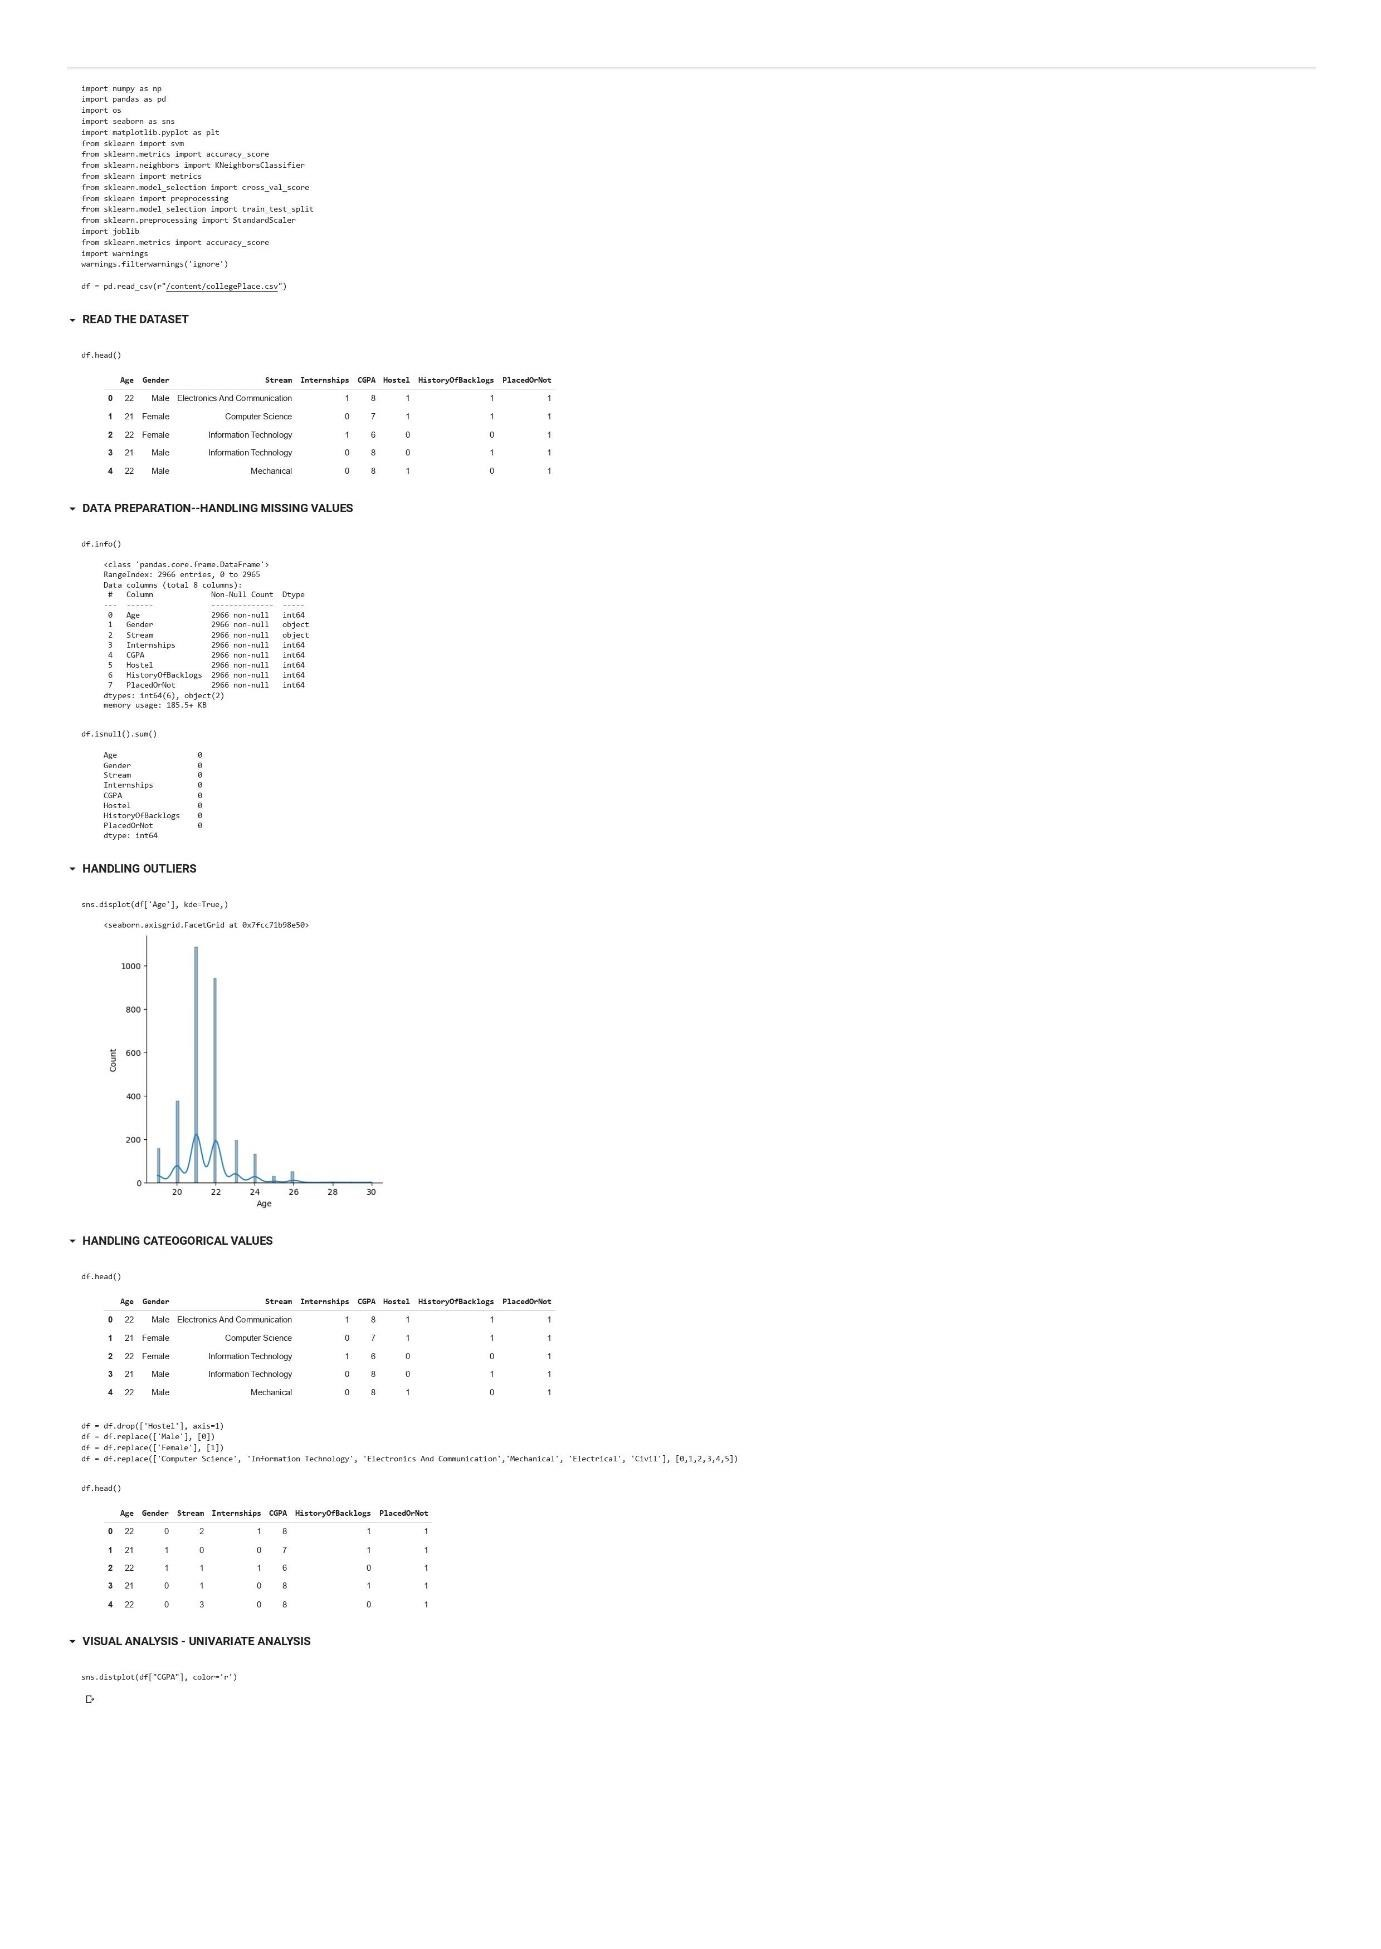 import numpy as np
import pandas as pd
import os
import seaborn as sns
import matplotlib.pyplot as plt
from sklearn import svm
from sklearn.metrics import accuracy_score
from sklearn.neighbors import KNeighborsClassifier
from sklearn import metrics
from sklearn.model_selection import cross_val_score
from sklearn import preprocessing
from sklearn.model_selection import train_test_split
from sklearn.preprocessing import StandardScaler
import joblib
from sklearn.metrics import accuracy_score
import warnings
warnings.filterwarnings('ignore')
df = pd.read_csv(r"/content/collegePlace.csv")
READ THE DATASET
df.head()
Age Gender Stream Internships CGPA Hostel HistoryOfBacklogs PlacedOrNot
0 22 Male Electronics And Communication 1 8 1 1 1
1 21 Female Computer Science 0 7 1 1 1
2 22 Female Information Technology 1 6 0 0 1
3 21 Male Information Technology 0 8 0 1 1
4 22 Male Mechanical 0 8 1 0 1
DATA PREPARATION--HANDLING MISSING VALUES
df.info()
<class 'pandas.core.frame.DataFrame'>
RangeIndex: 2966 entries, 0 to 2965
Data columns (total 8 columns):
# Column Non-Null Count Dtype
--- ------ -------------- -----
0 Age 2966 non-null int64
1 Gender 2966 non-null object
2 Stream 2966 non-null object
3 Internships 2966 non-null int64
4 CGPA 2966 non-null int64
5 Hostel 2966 non-null int64
6 HistoryOfBacklogs 2966 non-null int64
7 PlacedOrNot 2966 non-null int64
dtypes: int64(6), object(2)
memory usage: 185.5+ KB
df.isnull().sum()
Age 0
Gender 0
Stream 0
Internships 0
CGPA 0
Hostel 0
HistoryOfBacklogs 0
PlacedOrNot 0
dtype: int64
HANDLING OUTLIERS
sns.displot(df['Age'], kde=True,)
<seaborn.axisgrid.FacetGrid at 0x7fcc71b98e50>
1000
800
600
Count
400
200
0
20 22 24 26 28 30
Age
HANDLING CATEOGORICAL VALUES
df.head()
Age Gender Stream Internships CGPA Hostel HistoryOfBacklogs PlacedOrNot
0 22 Male Electronics And Communication 1 8 1 1 1
1 21 Female Computer Science 0 7 1 1 1
2 22 Female Information Technology 1 6 0 0 1
3 21 Male Information Technology 0 8 0 1 1
4 22 Male Mechanical 0 8 1 0 1
df = df.drop(['Hostel'], axis=1)
df = df.replace(['Male'], [0])
df = df.replace(['Female'], [1])
df = df.replace(['Computer Science', 'Information Technology', 'Electronics And Communication','Mechanical', 'Electrical', 'Civil'], [0,1,2,3,4,5])
df.head()
Age Gender Stream Internships CGPA HistoryOfBacklogs PlacedOrNot
0 22 0 2 1 8 1 1
1 21 1 0 0 7 1 1
2 22 1 1 1 6 0 1
3 21 0 1 0 8 1 1
4 22 0 3 0 8 0 1
VISUAL ANALYSIS - UNIVARIATE ANALYSIS
sns.distplot(df["CGPA"], color='r')